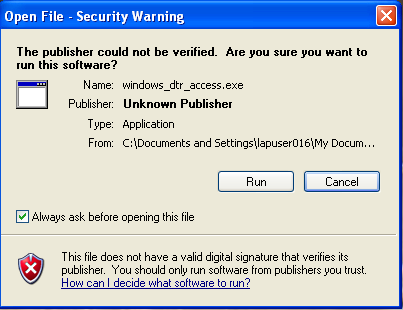 Open File - Security Warning
The publisher could not be verified. Are you sure you want to
run this software?
Name: windows_dtr_access.exe
Publisher: Unknown Publisher
Type: Application
From: C:\Documents and Settings\lapuser016\My Docum...
Run Cancel
Always ask before opening this file
This file does not have a valid digital signature that verifies its
publisher. You should only run software from publishers you trust.
How can I decide what software to run?